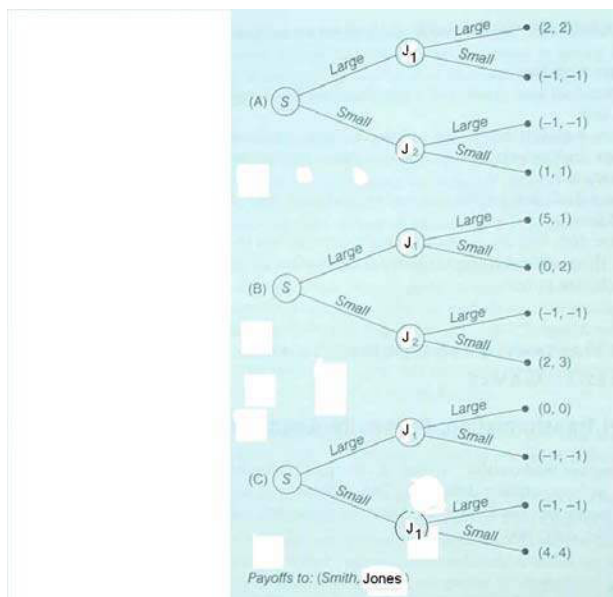 Large (2, 2)
J1
Large Small (-1, -1)
(A) S
Small Large (-1, -1)
J2
Small (1, 1)
Large (5, 1)
J1
Large Small (0, 2)
(B) S
Small Large (-1, -1)
J2
Small (2, 3)
Large (0, 0)
J1
Large Small (-1, -1)
(C) S
Small Large (-1, -1)
(J1)
Small (4, 4)
Payoffs to: (Smith, Jones)